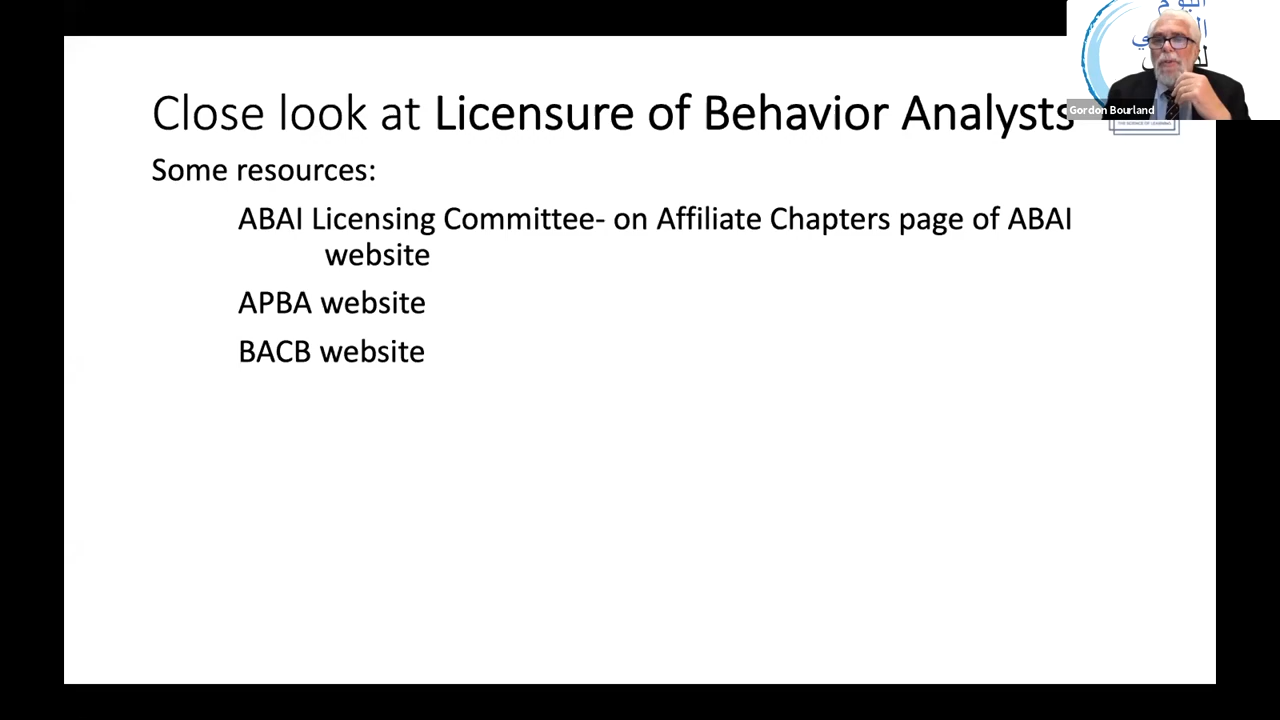 Close look at Licensure of Behavior Analysts
Some resources:
ABAI Licensing Committee- on Affiliate Chapters page of ABAI
website
APBA website
BACB website
Gordon Bourland
اليوم